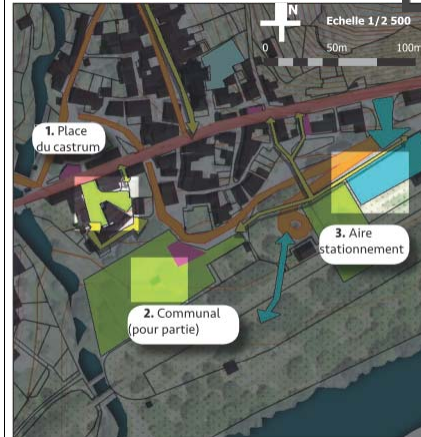 N
Echelle 1/2 500
0 50m 100m
1. Place
du castrum
3. Aire
stationnement
2. Communal
(pour partie)